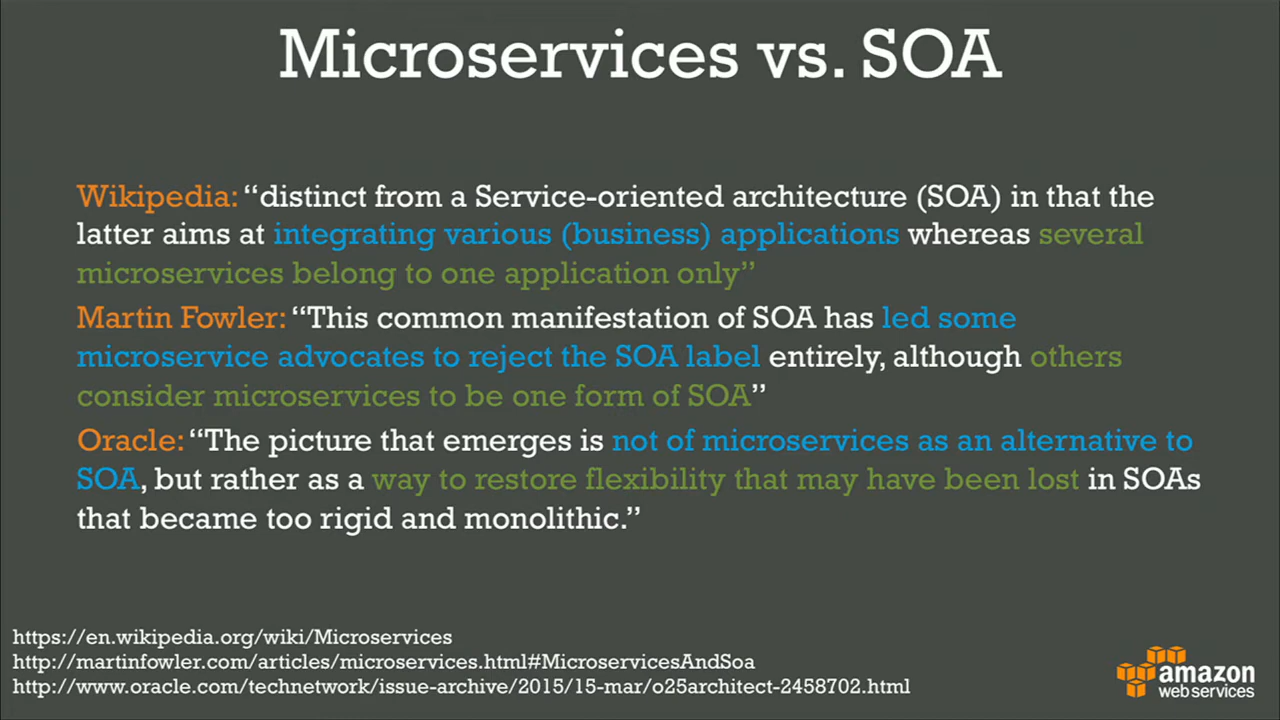 Microservices vs. SOA
Wikipedia: “distinct from a Service-oriented architecture (SOA) in that the
latter aims at integrating various (business) applications whereas several
microservices belong to one application only”
Martin Fowler: “This common manifestation of SOA has led some
microservice advocates to reject the SOA label entirely, although others
consider microservices to be one form of SOA”
Oracle: “The picture that emerges is not of microservices as an alternative to
SOA, but rather as a way to restore flexibility that may have been lost in SOAs
that became too rigid and monolithic.”
https://en.wikipedia.org/wiki/Microservices
http://martinfowler.com/articles/microservices.html#MicroservicesAndSoa
http://www.oracle.com/technetwork/issue-archive/2015/15-mar/o25architect-2458702.html
amazon
web services